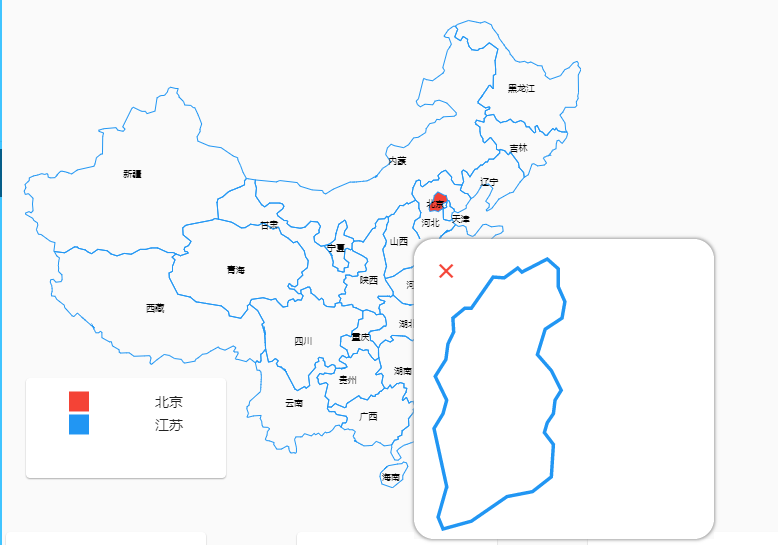 黑龙江
吉林
内蒙
新疆
辽宁
北京
天津
甘肃
河北
山西
宁夏
青海
陕西
西藏
湖北
重庆
四川
湖南
贵州
云南
广西
海南
北京
江苏